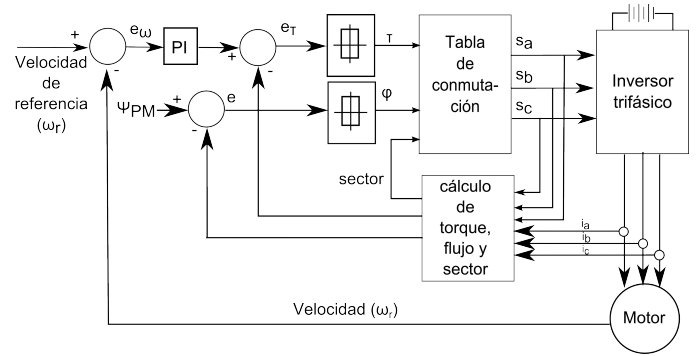 +
eω
PI
+
-
eT
τ
Tabla
de
conmuta-
ción
sa
sb
sc
Inversor
trifásico
Velocidad
de
referencia
(ωr)
-
ΨPM
+
e
-
φ
sector
cálculo
de
torque,
flujo y
sector
ia
ib
ic
Velocidad (ωr)
Motor